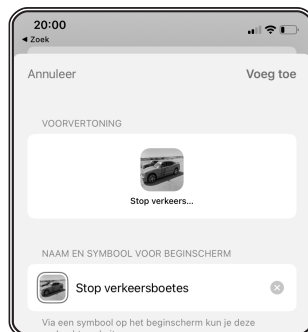 20:00
◀ Zoek
Annuleer Voeg toe
VOORVERTONING
Stop verkeers...
NAAM EN SYMBOOL VOOR BEGINSCHERM
Stop verkeersboetes
Via een symbool op het beginscherm kun je deze